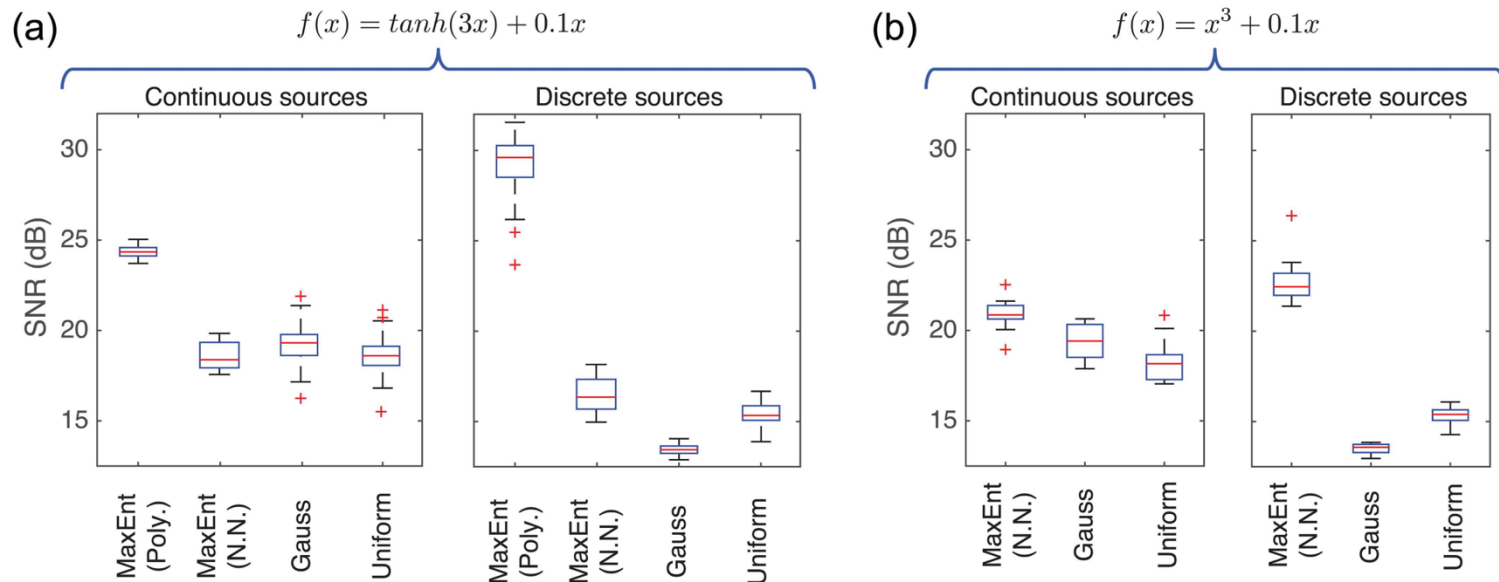 (a)
f(x) = tanh(3x) + 0.1x
Continuous sources
Discrete sources
SNR (dB)
30
25
20
15
MaxEnt
(Poly.)
MaxEnt
(N.N.)
Gauss
Uniform
MaxEnt
(Poly.)
MaxEnt
(N.N.)
Gauss
Uniform
(b)
f(x) = x³ + 0.1x
Continuous sources
Discrete sources
SNR (dB)
30
25
20
15
MaxEnt
(N.N.)
Gauss
Uniform
MaxEnt
(N.N.)
Gauss
Uniform